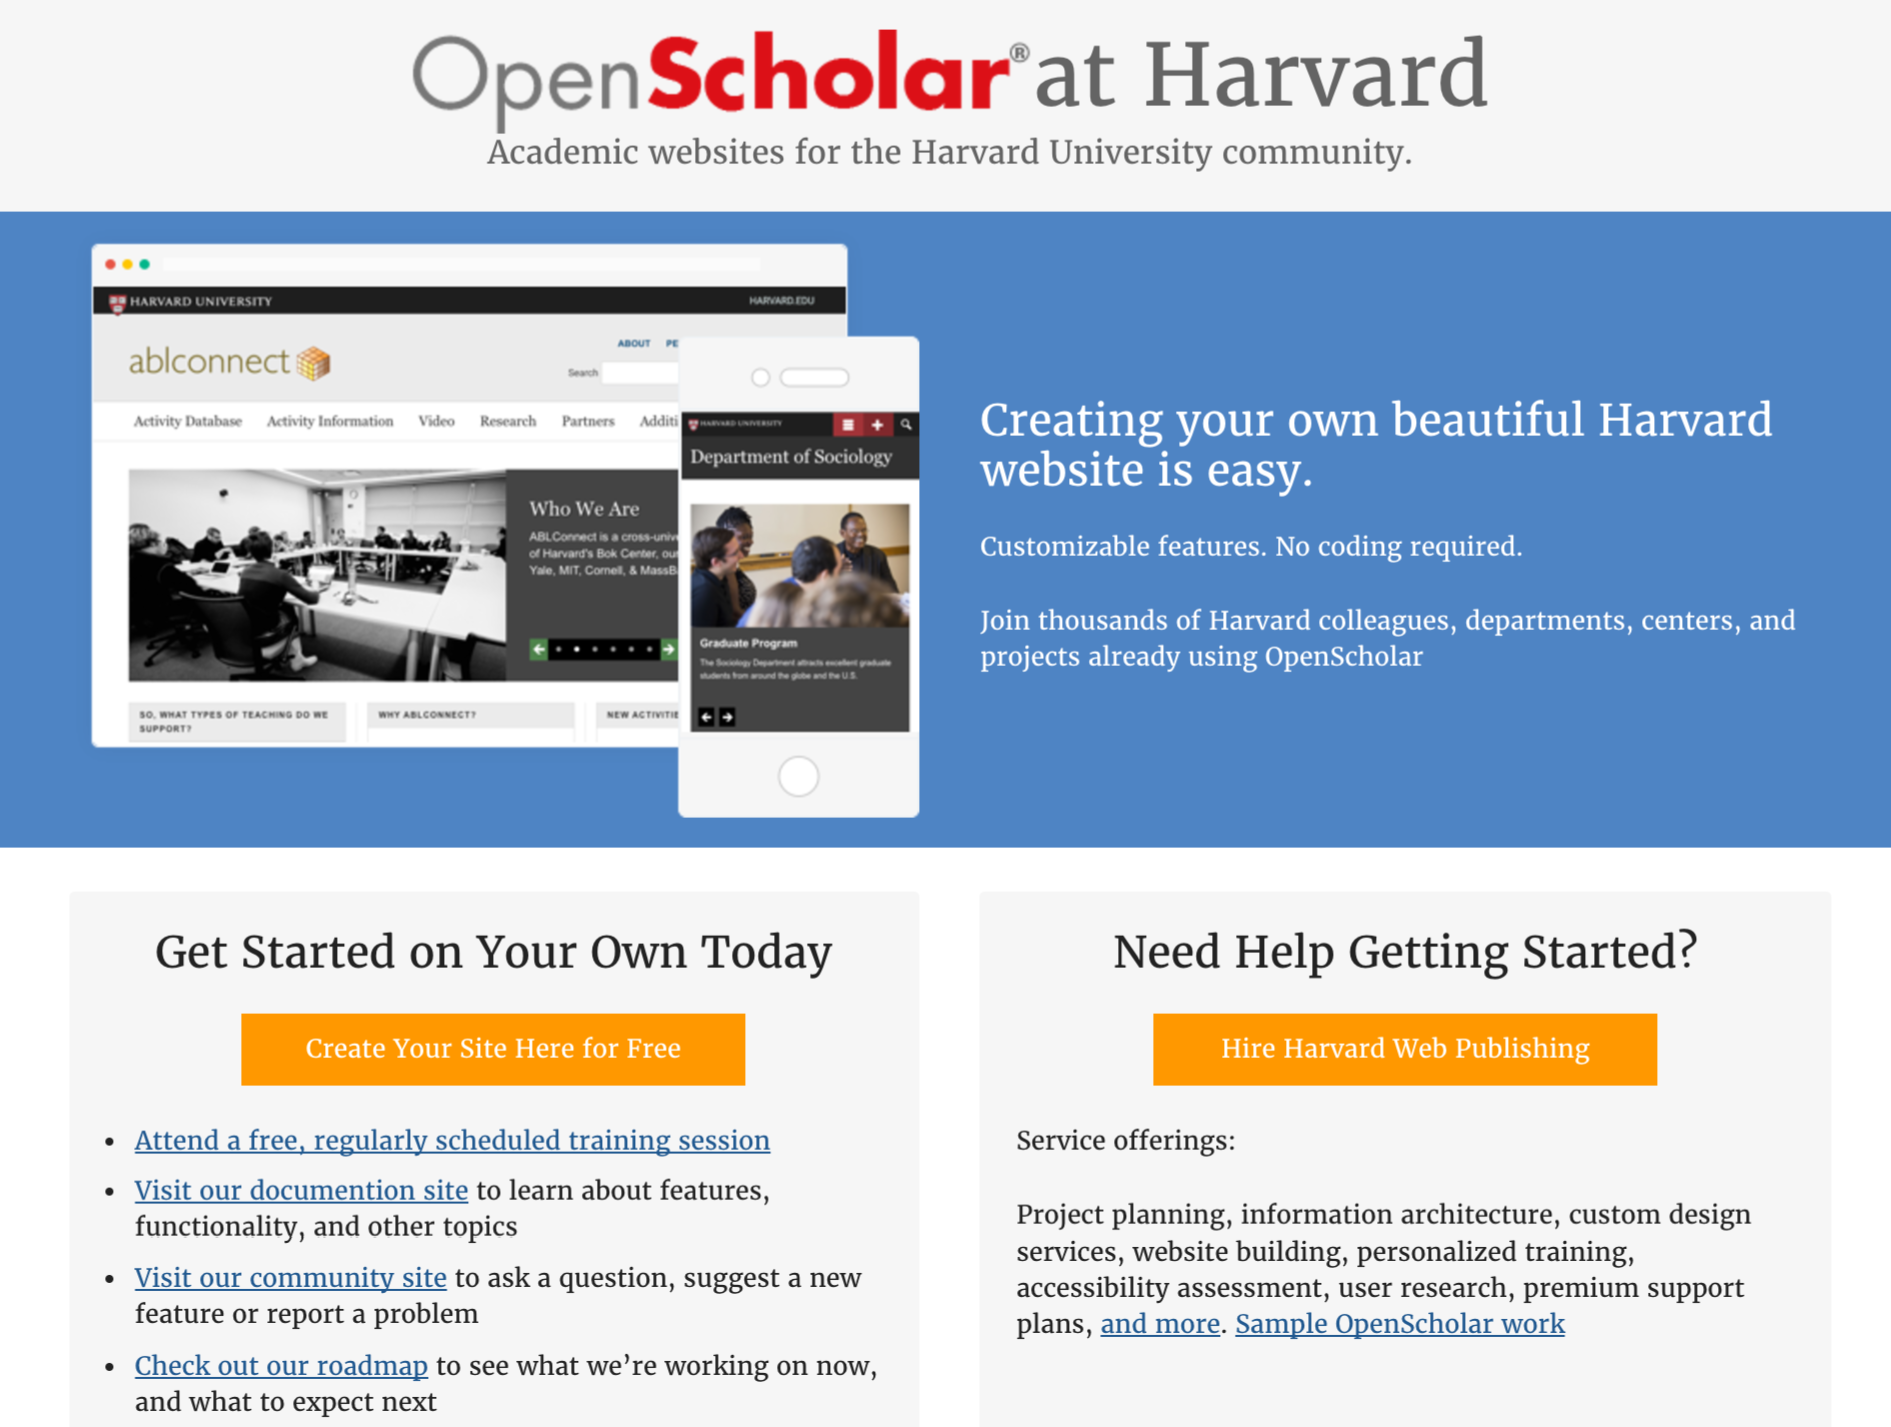 OpenScholar® at Harvard
Academic websites for the Harvard University community.
HARVARD UNIVERSITY
HARVARD.EDU
ablconnect
ABOUT
Search
Activity Database Activity Information Video Research Partners
Who We Are
ABLConnect is a
of Harvard's Bok Center,
Yale, MIT, Cornell, &
SO, WHAT TYPES OF TEACHING DO WE
SUPPORT?
WHY ABLCONNECT?
NEW
HARVARD UNIVERSITY
Department of Sociology
Graduate Program
The Sociology Department attracts excellent graduate
students from around the globe and the U.S.
Creating your own beautiful Harvard
website is easy.
Customizable features. No coding required.
Join thousands of Harvard colleagues, departments, centers, and
projects already using OpenScholar
Get Started on Your Own Today
Create Your Site Here for Free
• Attend a free, regularly scheduled training session
• Visit our documention site to learn about features,
functionality, and other topics
• Visit our community site to ask a question, suggest a new
feature or report a problem
• Check out our roadmap to see what we’re working on now,
and what to expect next
Need Help Getting Started?
Hire Harvard Web Publishing
Service offerings:
Project planning, information architecture, custom design
services, website building, personalized training,
accessibility assessment, user research, premium support
plans, and more. Sample OpenScholar work